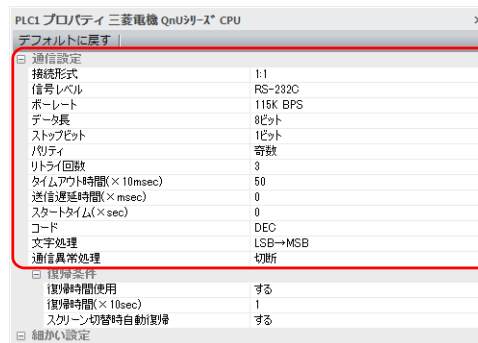 PLC1 プロパティ 三菱電機 QnUｼﾘｰｽﾞ CPU
デフォルトに戻す
通信設定
接続形式 1:1
信号レベル RS-232C
ボーレート 115K BPS
データ長 8ビット
ストップビット 1ビット
パリティ 奇数
リトライ回数 3
タイムアウト時間(×10msec) 50
送信遅延時間(×msec) 0
スタートタイム(×sec) 0
コード DEC
文字処理 LSB→MSB
通信異常処理 切断
復帰条件
復帰時間使用 する
復帰時間(×10sec) 1
スクリーン切替時自動復帰 する
細かい設定